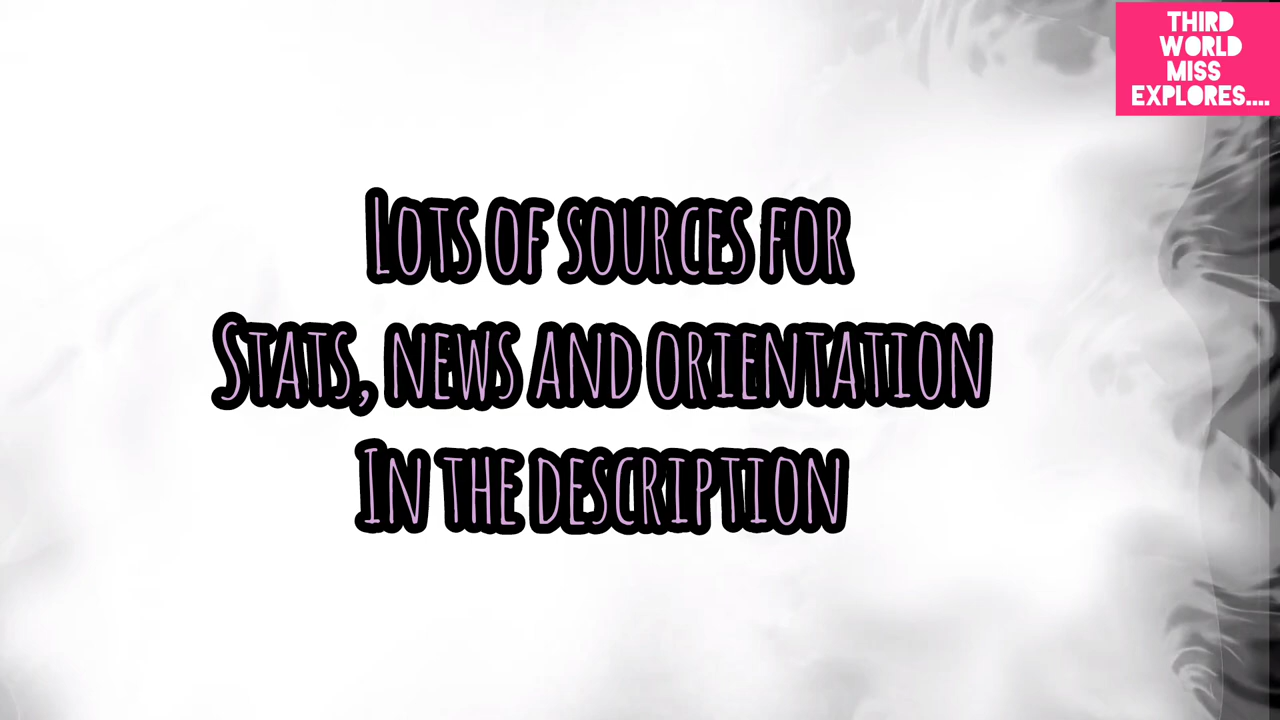 THIRD
WORLD
MISS
EXPLORES....
Lots of sources for
Stats, news and orientation
In the description